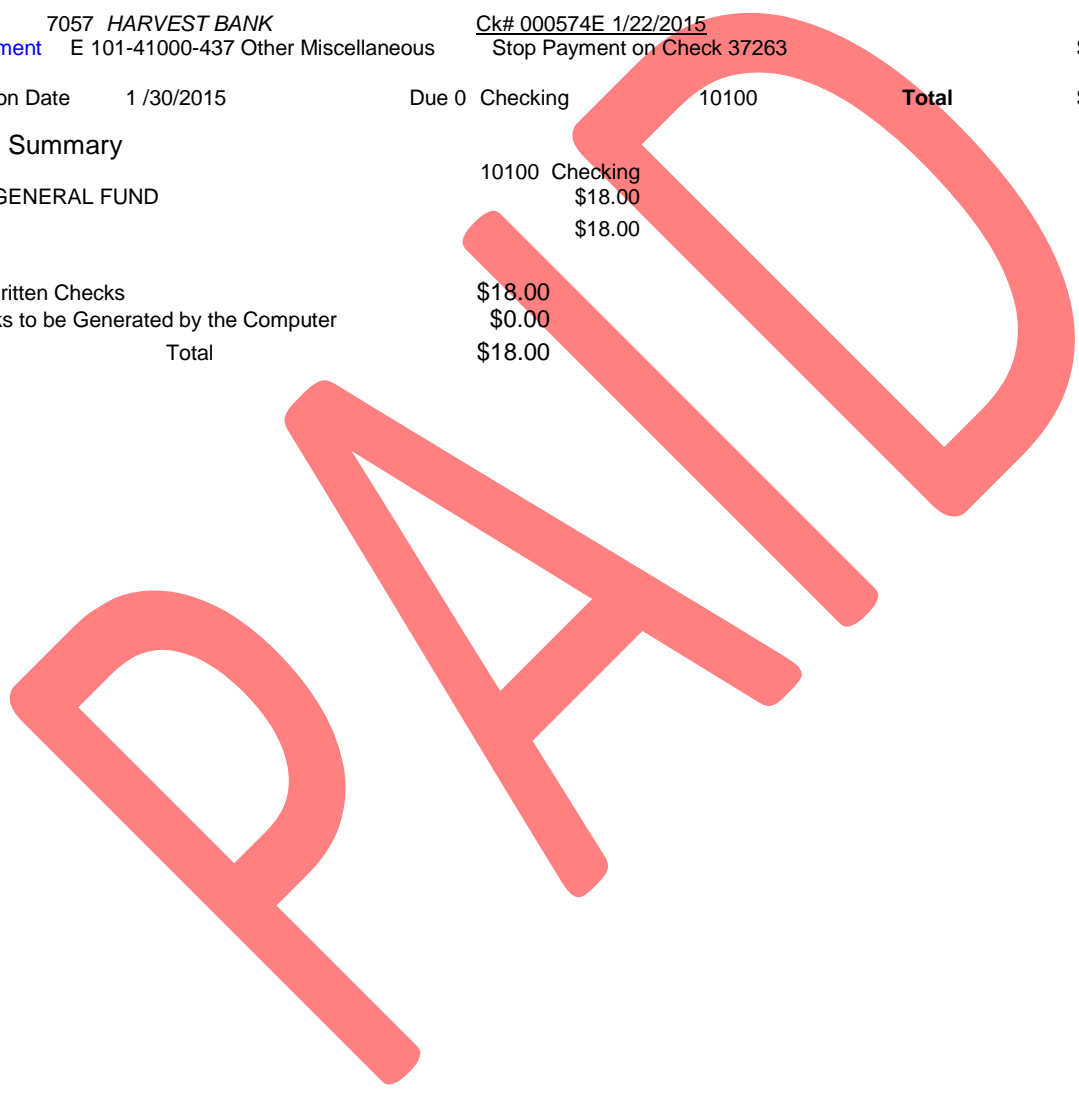 7057 HARVEST BANK Ck# 000574E 1/22/2015
ment E 101-41000-437 Other Miscellaneous Stop Payment on Check 37263 $
on Date 1 /30/2015 Due 0 Checking 10100 Total $
Summary
10100 Checking
GENERAL FUND $18.00
$18.00
ritten Checks $18.00
ks to be Generated by the Computer $0.00
Total $18.00
PAID